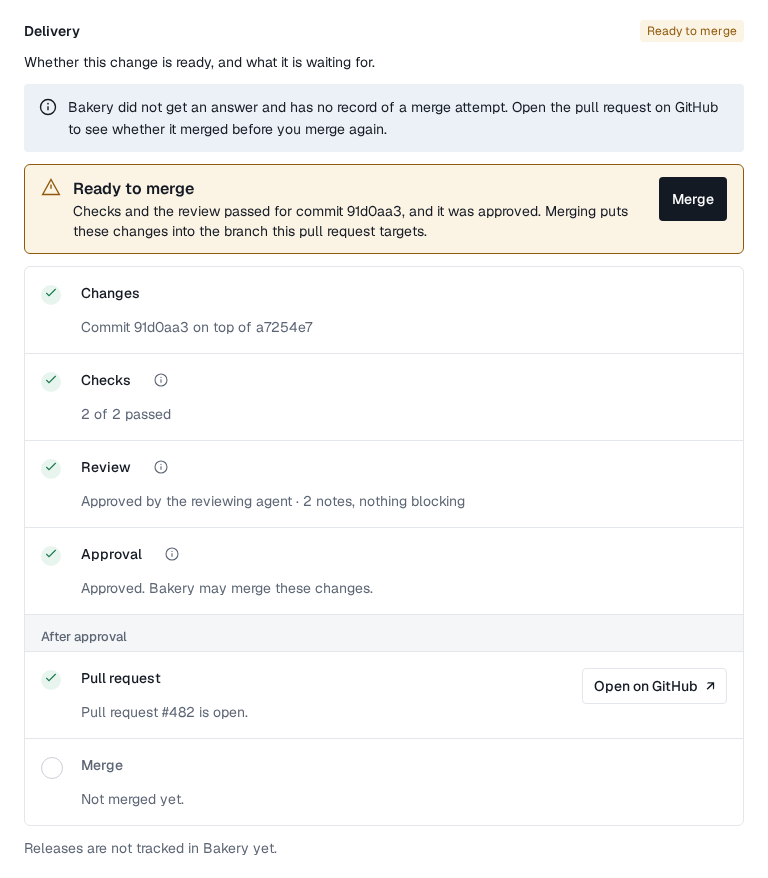 Delivery
Ready to merge
Whether this change is ready, and what it is waiting for.
Bakery did not get an answer and has no record of a merge attempt. Open the pull request on GitHub
to see whether it merged before you merge again.
Ready to merge
Checks and the review passed for commit 91d0aa3, and it was approved. Merging puts
these changes into the branch this pull request targets.
Merge
Changes
Commit 91d0aa3 on top of a7254e7
Checks
2 of 2 passed
Review
Approved by the reviewing agent · 2 notes, nothing blocking
Approval
Approved. Bakery may merge these changes.
After approval
Pull request
Open on GitHub
Pull request #482 is open.
Merge
Not merged yet.
Releases are not tracked in Bakery yet.